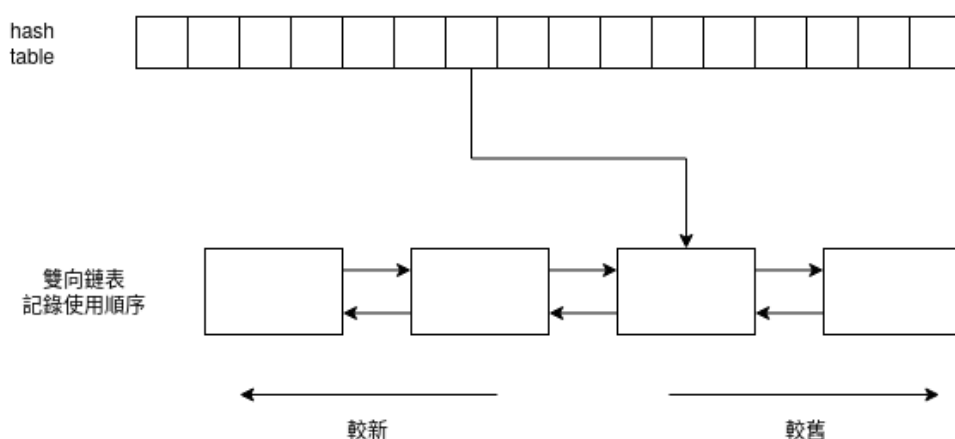 hash
table
雙向鏈表
記錄使用順序
較新
較舊